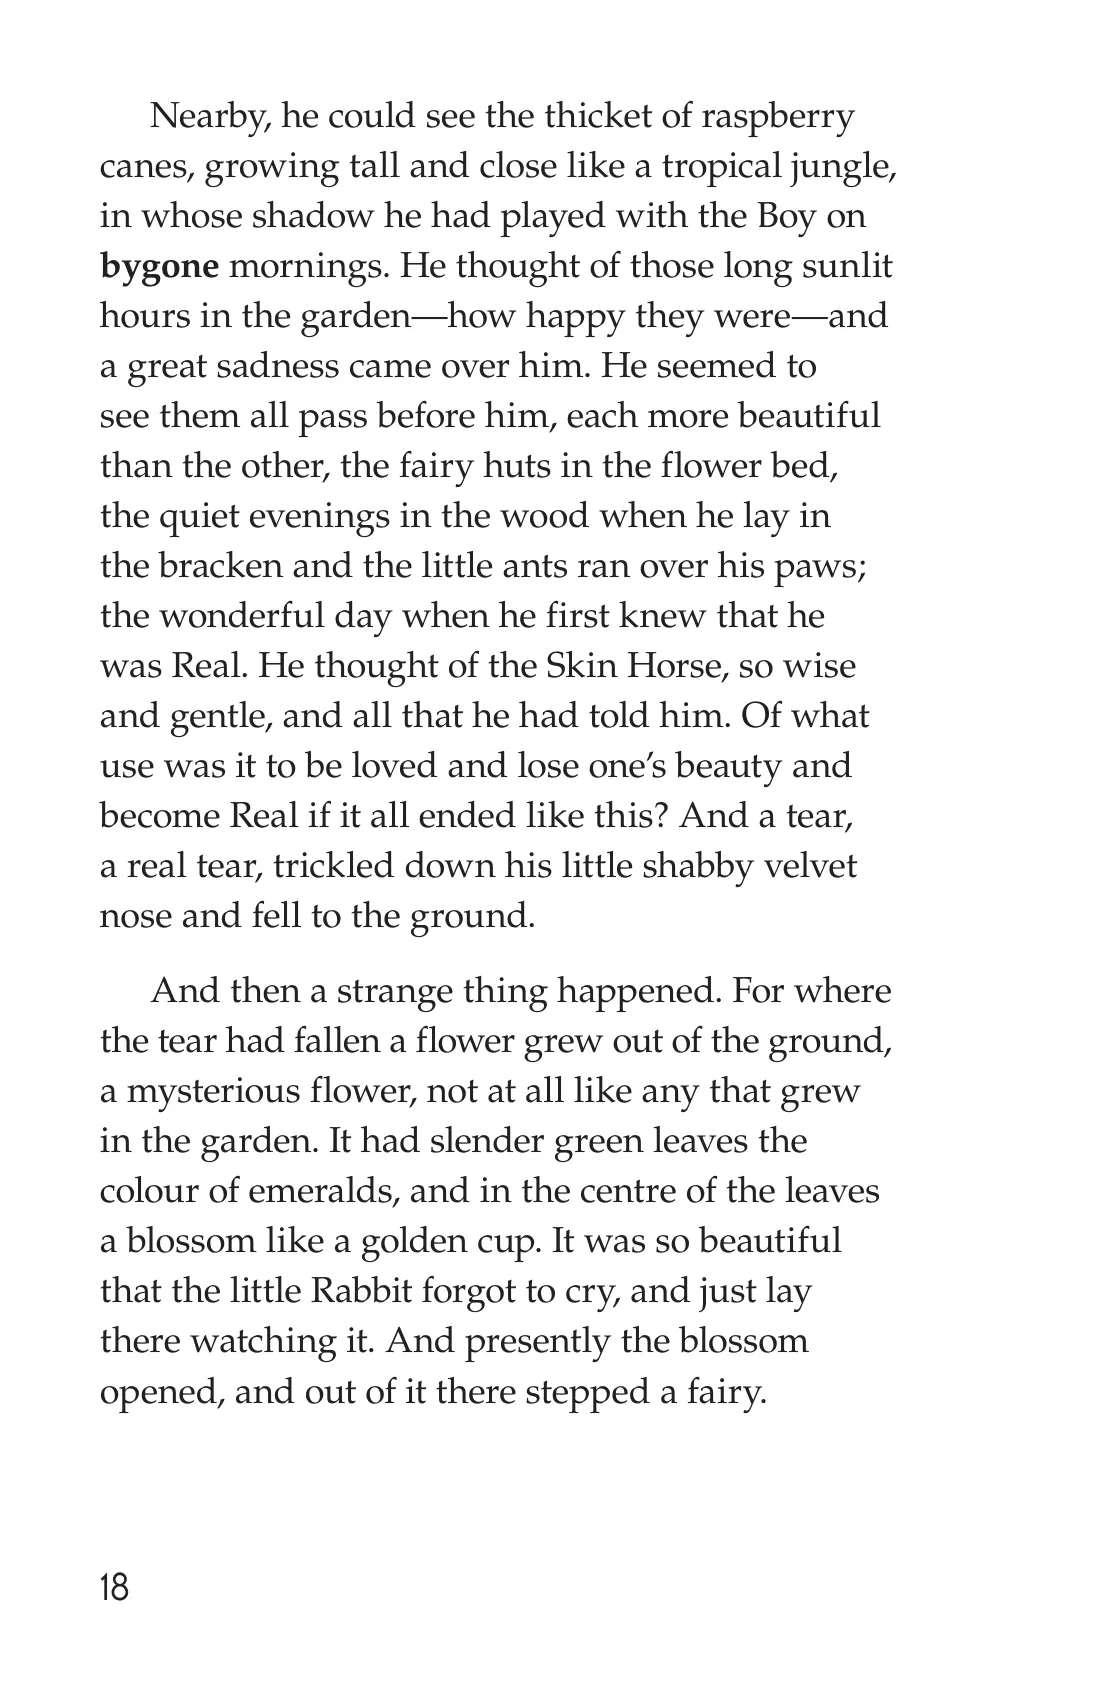 Nearby, he could see the thicket of raspberry
canes, growing tall and close like a tropical jungle,
in whose shadow he had played with the Boy on
bygone mornings. He thought of those long sunlit
hours in the garden—how happy they were—and
a great sadness came over him. He seemed to
see them all pass before him, each more beautiful
than the other, the fairy huts in the flower bed,
the quiet evenings in the wood when he lay in
the bracken and the little ants ran over his paws;
the wonderful day when he first knew that he
was Real. He thought of the Skin Horse, so wise
and gentle, and all that he had told him. Of what
use was it to be loved and lose one’s beauty and
become Real if it all ended like this? And a tear,
a real tear, trickled down his little shabby velvet
nose and fell to the ground.
And then a strange thing happened. For where
the tear had fallen a flower grew out of the ground,
a mysterious flower, not at all like any that grew
in the garden. It had slender green leaves the
colour of emeralds, and in the centre of the leaves
a blossom like a golden cup. It was so beautiful
that the little Rabbit forgot to cry, and just lay
there watching it. And presently the blossom
opened, and out of it there stepped a fairy.
18